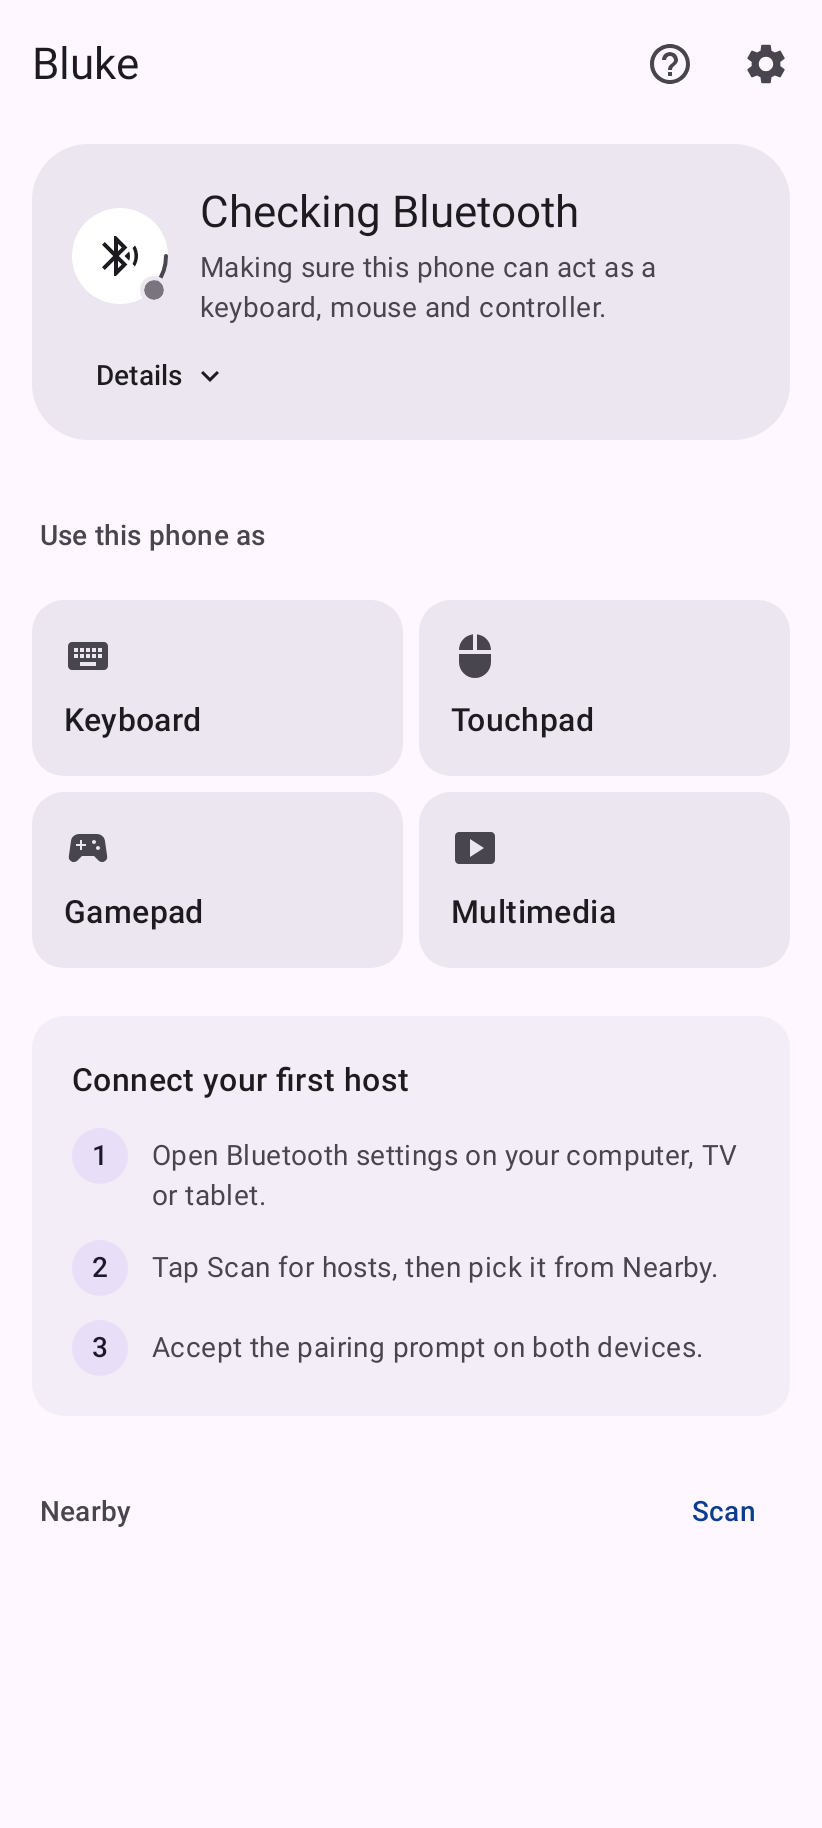 Bluke
Checking Bluetooth
Making sure this phone can act as a
keyboard, mouse and controller.
Details
Use this phone as
Keyboard
Touchpad
Gamepad
Multimedia
Connect your first host
1 Open Bluetooth settings on your computer, TV
or tablet.
2 Tap Scan for hosts, then pick it from Nearby.
3 Accept the pairing prompt on both devices.
Nearby
Scan